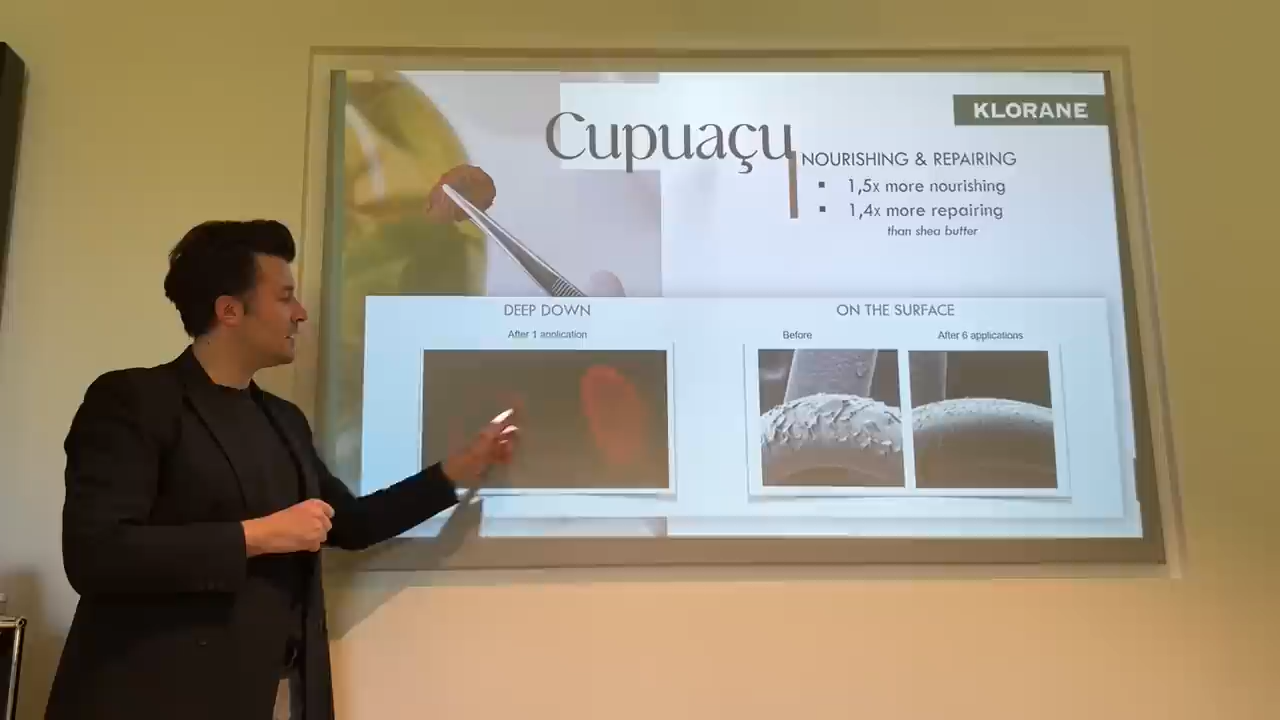 KLORANE
Cupuaçu
NOURISHING & REPAIRING
▪ 1,5x more nourishing
▪ 1,4x more repairing
than shea butter
DEEP DOWN
After 1 application
ON THE SURFACE
Before
After 6 applications